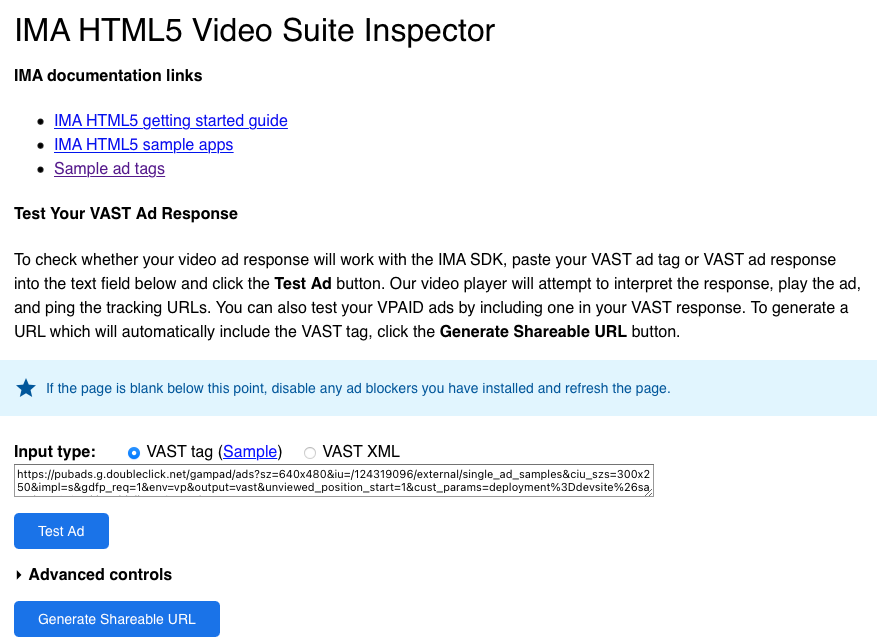 IMA HTML5 Video Suite Inspector
IMA documentation links
IMA HTML5 getting started guide
IMA HTML5 sample apps
Sample ad tags
Test Your VAST Ad Response
To check whether your video ad response will work with the IMA SDK, paste your VAST ad tag or VAST ad response
into the text field below and click the Test Ad button. Our video player will attempt to interpret the response, play the ad,
and ping the tracking URLs. You can also test your VPAID ads by including one in your VAST response. To generate a
URL which will automatically include the VAST tag, click the Generate Shareable URL button.
If the page is blank below this point, disable any ad blockers you have installed and refresh the page.
Input type: VAST tag (Sample) VAST XML
https://pubads.g.doubleclick.net/gampad/ads?sz=640x480&iu=/124319096/external/single_ad_samples&ciu_szs=300x2
50&impl=s&gdfp_req=1&env=vp&output=vast&unviewed_position_start=1&cust_params=deployment%3Ddevsite%26sa
Test Ad
Advanced controls
Generate Shareable URL